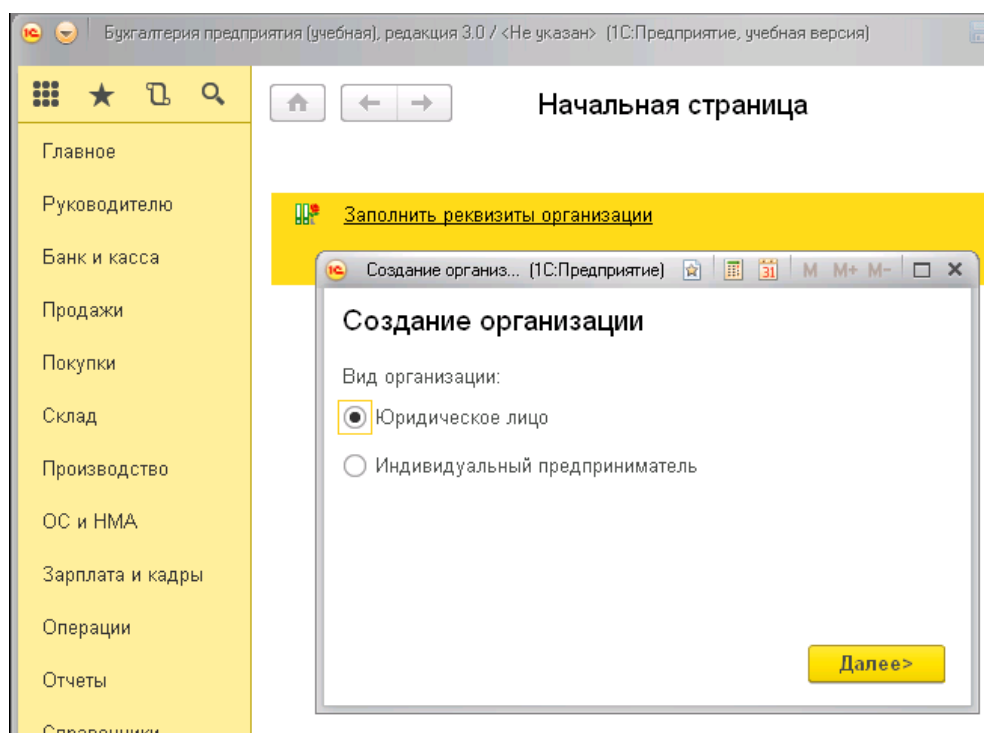 Бухгалтерия предприятия (учебная), редакция 3.0 / <Не указан> (1С:Предприятие, учебная версия)
Начальная страница
Главное
Руководителю
Банк и касса
Продажи
Покупки
Склад
Производство
ОС и НМА
Зарплата и кадры
Операции
Отчеты
Справочники
Заполнить реквизиты организации
Создание организ... (1С:Предприятие)
31
M M+ M-
Создание организации
Вид организации:
Юридическое лицо
Индивидуальный предприниматель
Далее>